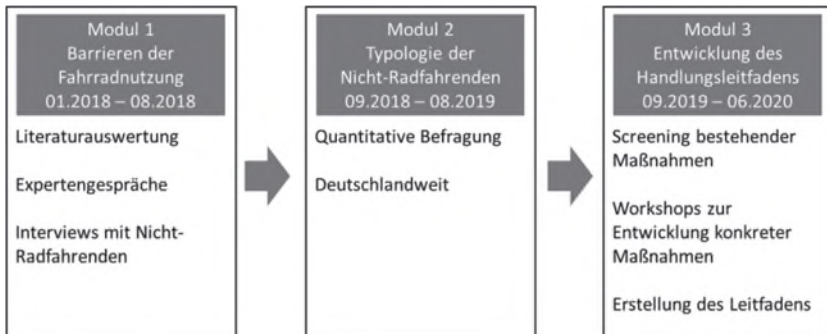 Modul 1
Barrieren der
Fahrradnutzung
01.2018 – 08.2018
Literaturauswertung
Expertengespräche
Interviews mit Nicht-
Radfahrenden
Modul 2
Typologie der
Nicht-Radfahrenden
09.2018 – 08.2019
Quantitative Befragung
Deutschlandweit
Modul 3
Entwicklung des
Handlungsleitfadens
09.2019 – 06.2020
Screening bestehender
Maßnahmen
Workshops zur
Entwicklung konkreter
Maßnahmen
Erstellung des Leitfadens